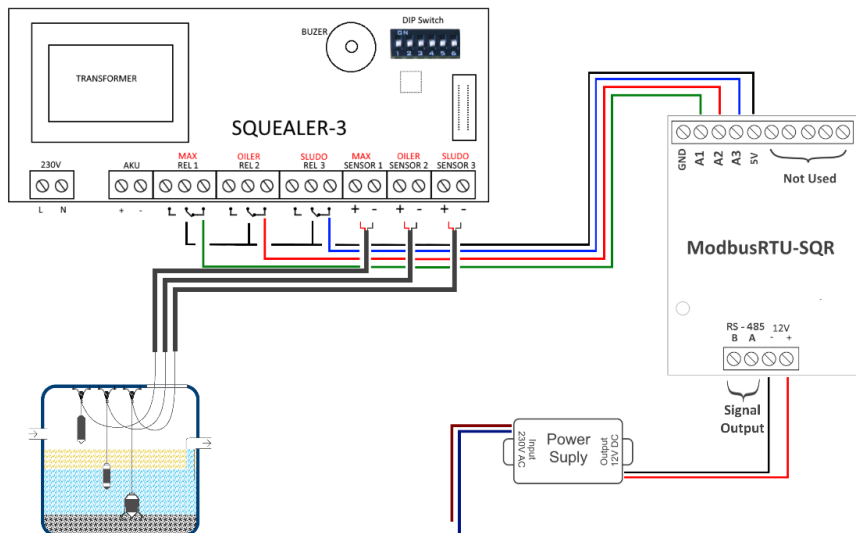 DIP Switch
ON
1 2 3 4 5 6
BUZER
TRANSFORMER
SQUEALER-3
230V
AKU
MAX
REL 1
OILER
REL 2
SLUDO
REL 3
MAX
SENSOR 1
OILER
SENSOR 2
SLUDO
SENSOR 3
L N
+ -
+ -
+ -
+ -
GND
A1
A2
A3
5V
Not Used
ModbusRTU-SQR
RS - 485
B A
12V
- +
Signal
Output
Input
230V AC
Power
Suply
Output
12V DC